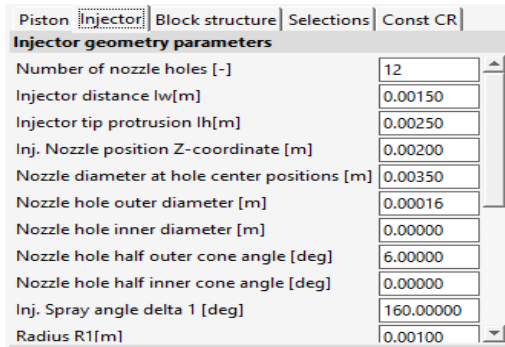 Piston Injector Block structure Selections Const CR
Injector geometry parameters
Number of nozzle holes [-] 12
Injector distance lw[m] 0.00150
Injector tip protrusion lh[m] 0.00250
Inj. Nozzle position Z-coordinate [m] 0.00200
Nozzle diameter at hole center positions [m] 0.00350
Nozzle hole outer diameter [m] 0.00016
Nozzle hole inner diameter [m] 0.00000
Nozzle hole half outer cone angle [deg] 6.00000
Nozzle hole half inner cone angle [deg] 0.00000
Inj. Spray angle delta 1 [deg] 160.00000
Radius R1[m] 0.00100